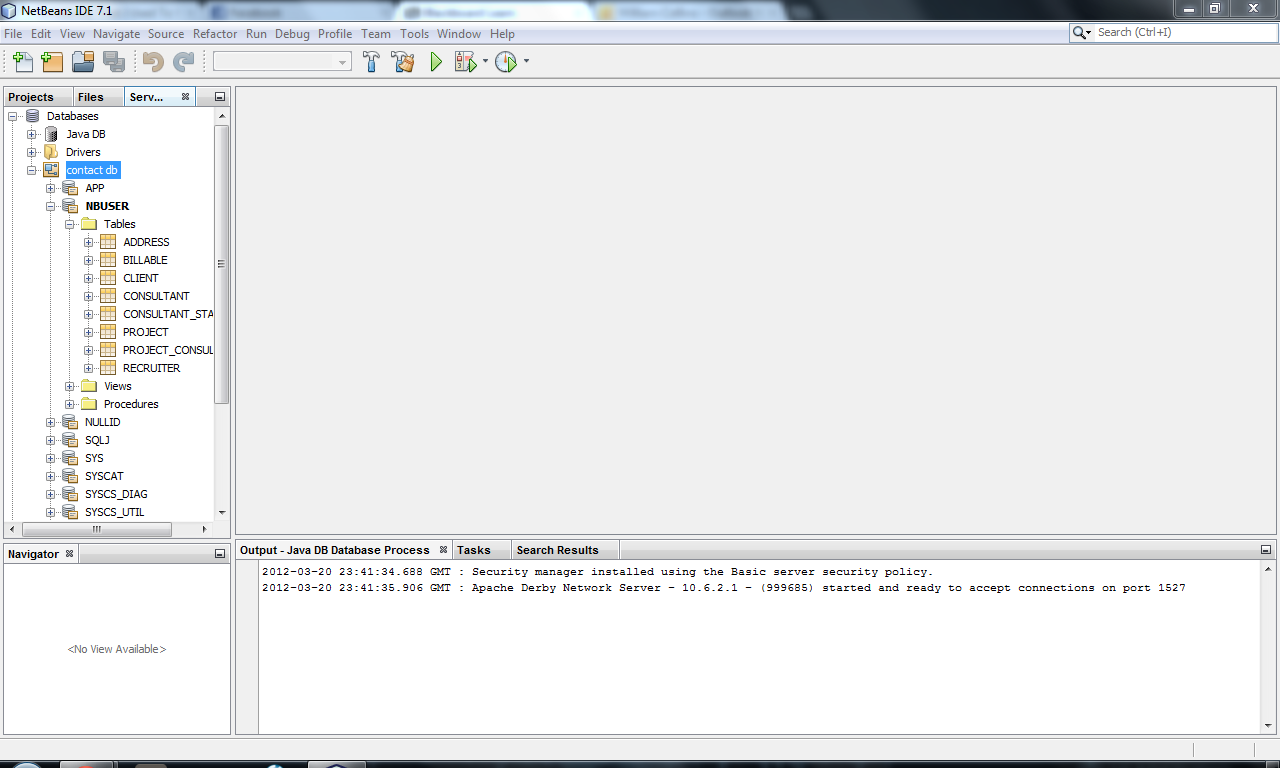 NetBeans IDE 7.1
File Edit View Navigate Source Refactor Run Debug Profile Team Tools Window Help
Search (Ctrl+I)
Projects Files Serv...
Databases
Java DB
Drivers
contact db
APP
NBUSER
Tables
ADDRESS
BILLABLE
CLIENT
CONSULTANT
CONSULTANT_STA
PROJECT
PROJECT_CONSUL
RECRUITER
Views
Procedures
NULLID
SQLJ
SYS
SYSCAT
SYSCS_DIAG
SYSCS_UTIL
Navigator
<No View Available>
Output - Java DB Database Process Tasks Search Results
2012-03-20 23:41:34.688 GMT : Security manager installed using the Basic server security policy.
2012-03-20 23:41:35.906 GMT : Apache Derby Network Server - 10.6.2.1 - (999685) started and ready to accept connections on port 1527